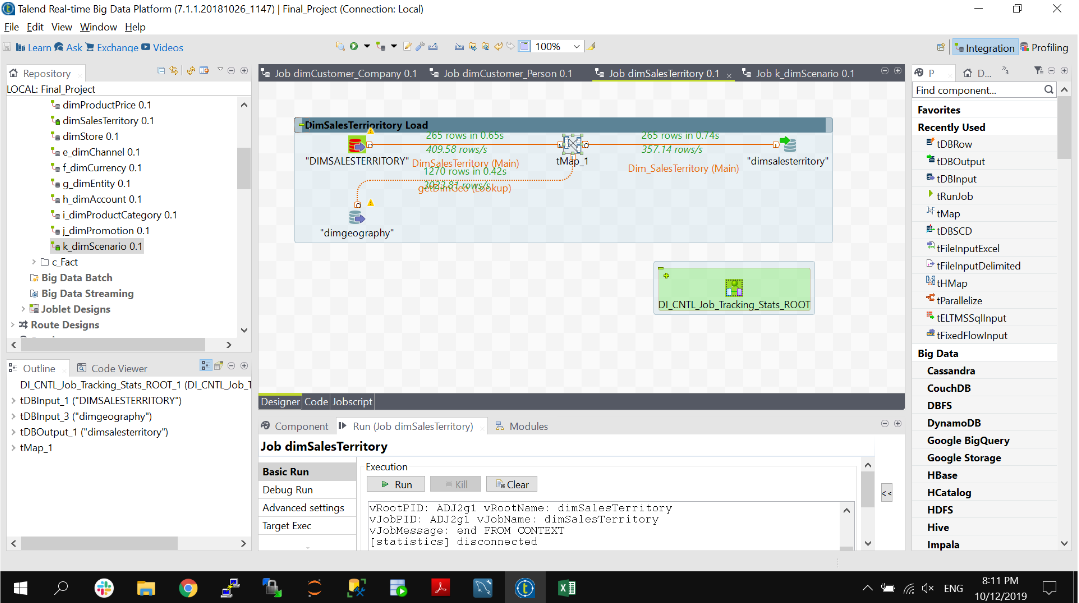 Talend Real-time Big Data Platform (7.1.1.20181026_1147) | Final_Project (Connection: Local)
File Edit View Window Help
Learn Ask Exchange Videos
100%
Integration Profiling
Repository
LOCAL: Final_Project
dimProductPrice 0.1
dimSalesTerritory 0.1
dimStore 0.1
e_dimChannel 0.1
f_dimCurrency 0.1
g_dimEntity 0.1
h_dimAccount 0.1
i_dimProductCategory 0.1
j_dimPromotion 0.1
k_dimScenario 0.1
c_Fact
Big Data Batch
Big Data Streaming
Joblet Designs
Route Designs
Outline Code Viewer
DI_CNTL_Job_Tracking_Stats_ROOT_1 (DI_CNTL_Job_T
tDBInput_1 ("DIMSALESTERRITORY")
tDBInput_3 ("dimgeography")
tDBOutput_1 ("dimsalesterritory")
tMap_1
Job dimCustomer_Company 0.1 Job dimCustomer_Person 0.1 Job dimSalesTerritory 0.1 Job k_dimScenario 0.1
DimSalesTerrioritory Load
265 rows in 0.65s
409.58 rows/s
265 rows in 0.74s
357.14 rows/s
"DIMSALESTERRITORY"
DimSalesTerritory (Main)
tMap_1
Dim_SalesTerritory (Main)
"dimsalesterritory"
1270 rows in 0.42s
"dimgeography"
DI_CNTL_Job_Tracking_Stats_ROOT
Designer Code Jobscript
Component Run (Job dimSalesTerritory) Modules
Job dimSalesTerritory
Basic Run
Debug Run
Advanced settings
Target Exec
Execution
Run Kill Clear
vRootPID: ADJ2g1 vRootName: dimSalesTerritory
vJobPID: ADJ2g1 vJobName: dimSalesTerritory
vJobMessage: end FROM CONTEXT
[statistics] disconnected
<<
P D...
Find component...
Favorites
Recently Used
tDBRow
tDBOutput
tDBInput
tRunJob
tMap
tDBSCD
tFileInputExcel
tFileInputDelimited
tHMap
tParallelize
tELTMSSqlInput
tFixedFlowInput
Big Data
Cassandra
CouchDB
DBFS
DynamoDB
Google BigQuery
Google Storage
HBase
HCatalog
HDFS
Hive
Impala
ENG
8:11 PM
10/12/2019